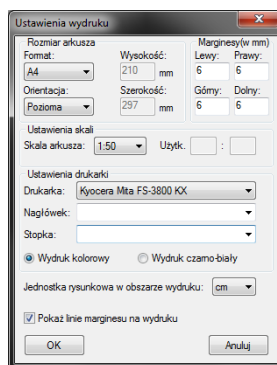 Ustawienia wydruku
Rozmiar arkusza
Format: Wysokość:
A4 210 mm
Orientacja: Szerokość:
Pozioma 297 mm
Marginesy(w mm)
Lewy: Prawy:
6 6
Górny: Dolny:
6 6
Ustawienia skali
Skala arkusza: 1:50 Użytk. :
Ustawienia drukarki
Drukarka: Kyocera Mita FS-3800 KX
Nagłówek:
Stopka:
Wydruk kolorowy Wydruk czarno-biały
Jednostka rysunkowa w obszarze wydruku: cm
Pokaż linie marginesu na wydruku
OK Anuluj